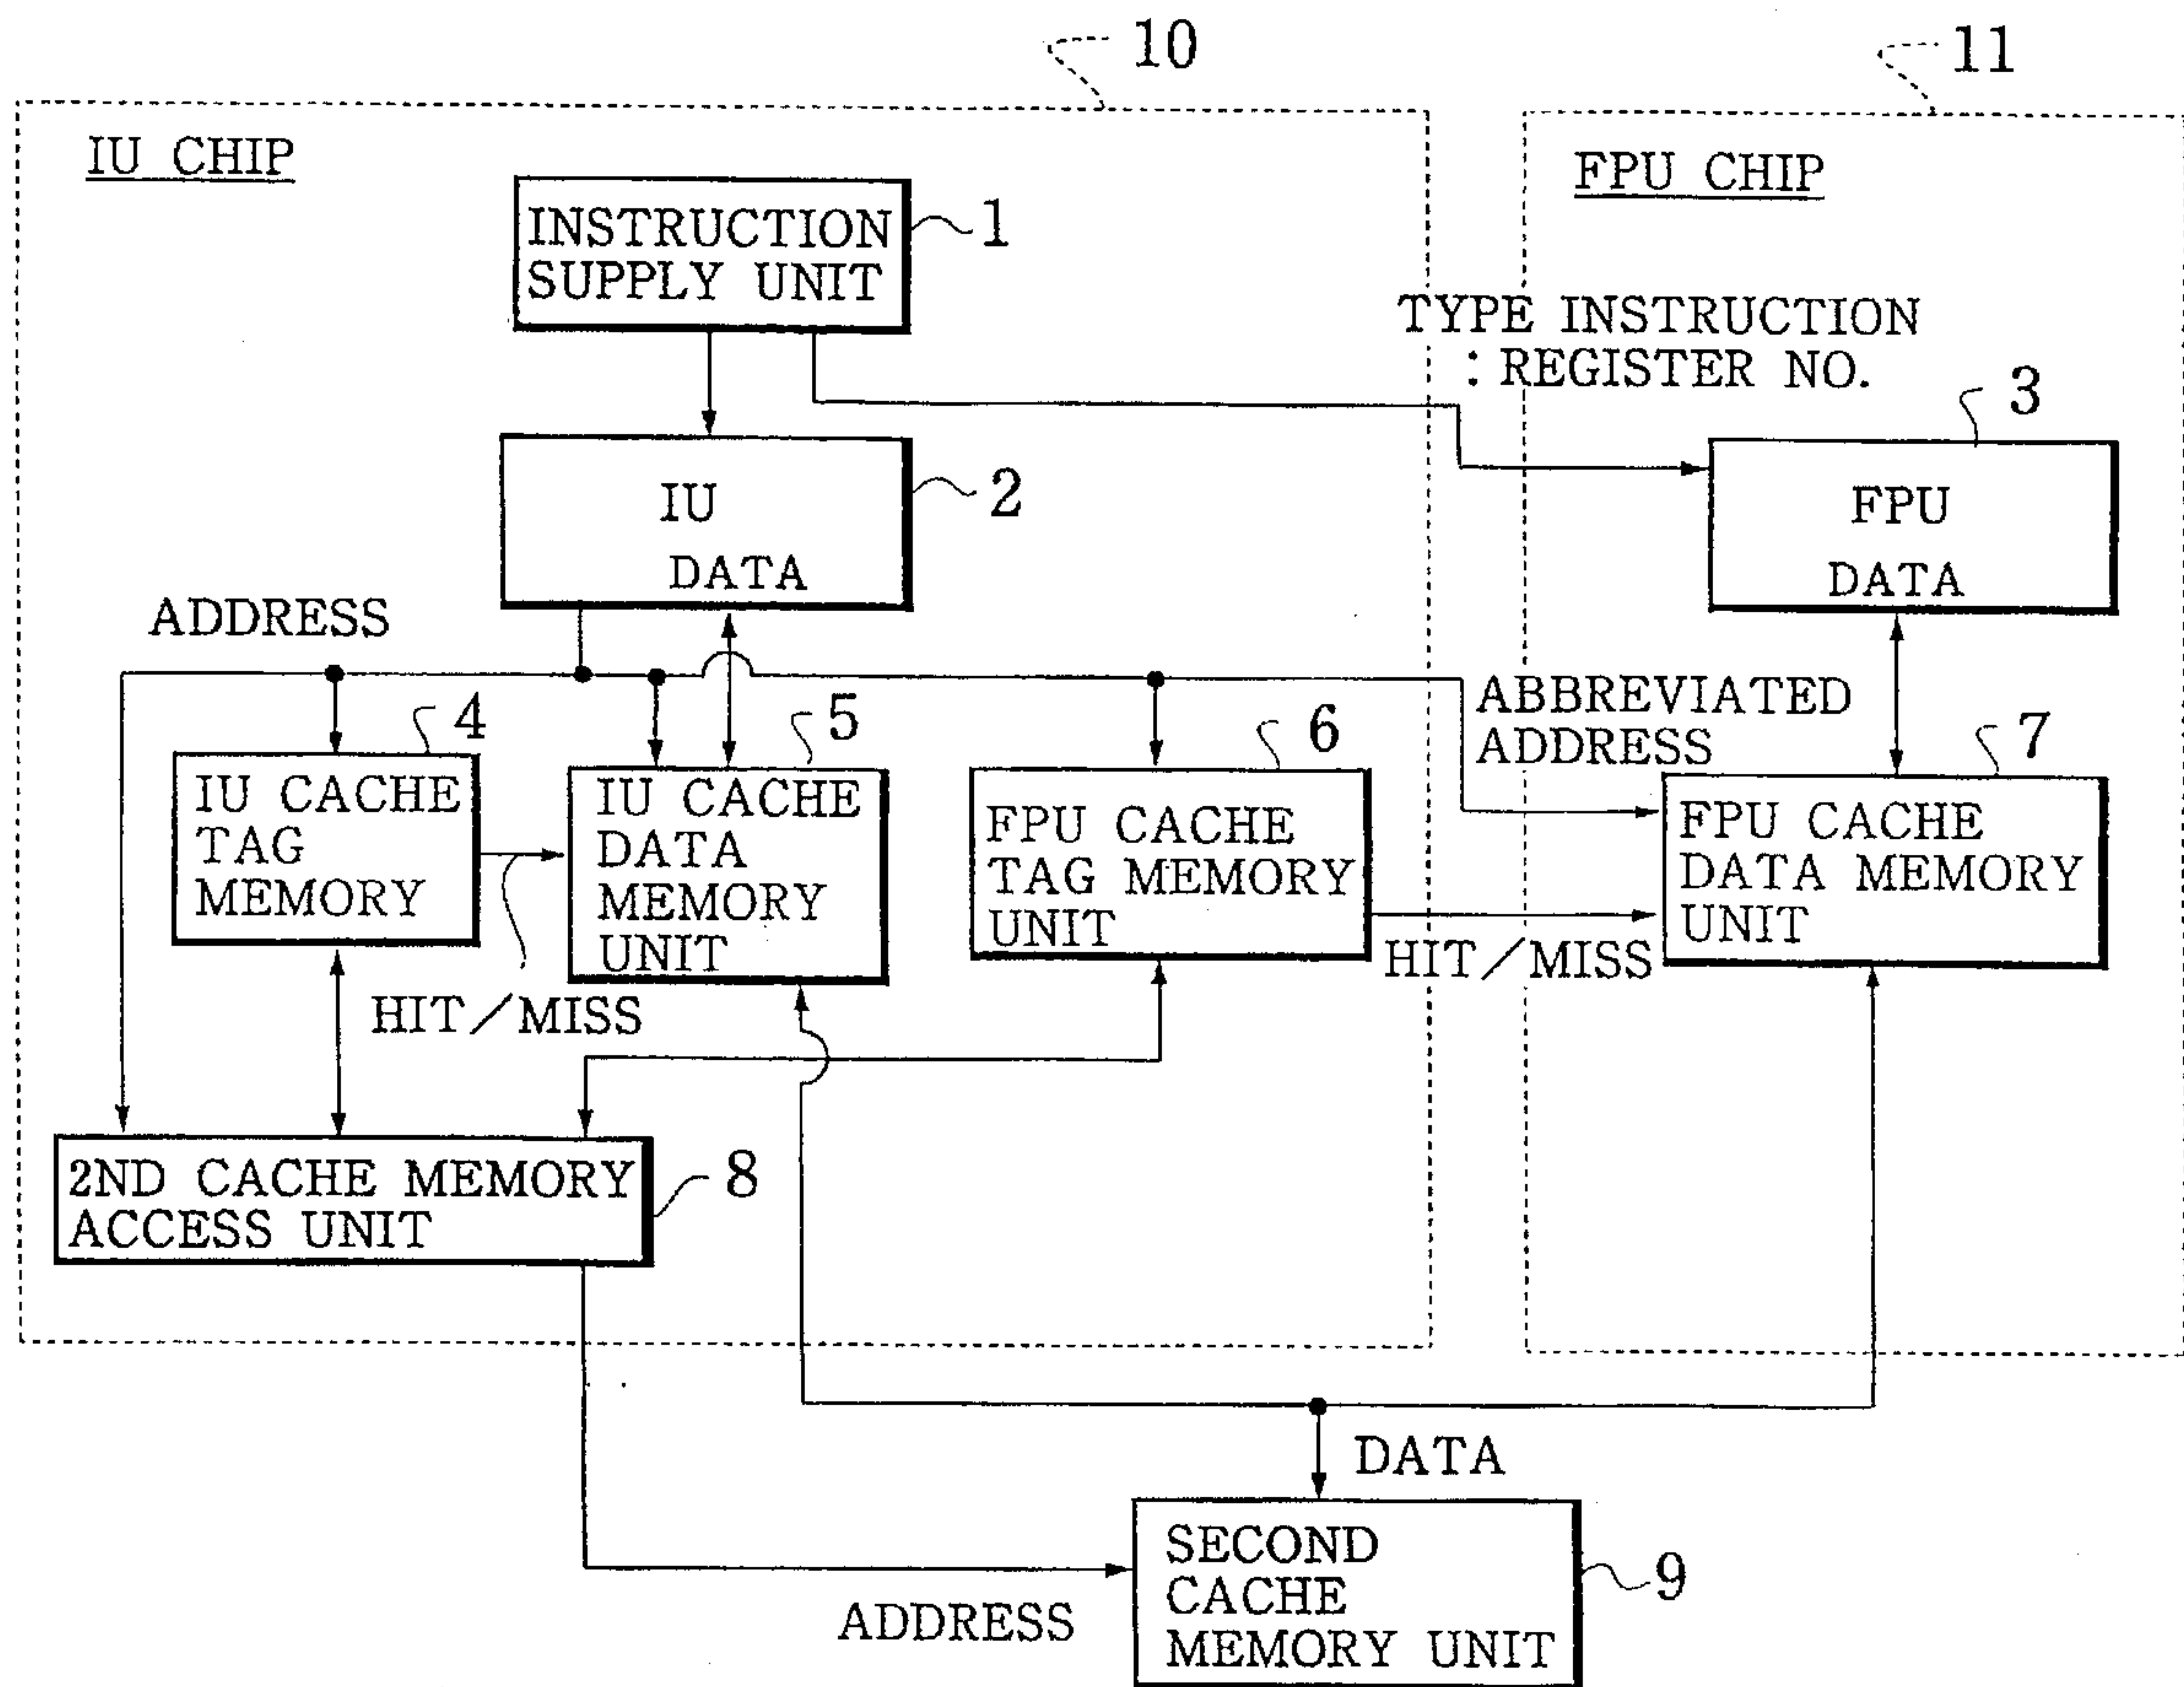 10
11
IU CHIP
FPU CHIP
INSTRUCTION
SUPPLY UNIT
1
TYPE INSTRUCTION
: REGISTER NO.
3
IU
DATA
2
FPU
DATA
ADDRESS
ABBREVIATED
ADDRESS
4
5
6
7
IU CACHE
TAG
MEMORY
IU CACHE
DATA
MEMORY
UNIT
FPU CACHE
TAG MEMORY
UNIT
FPU CACHE
DATA MEMORY
UNIT
HIT/MISS
HIT/MISS
2ND CACHE MEMORY
ACCESS UNIT
8
DATA
SECOND
CACHE
MEMORY UNIT
9
ADDRESS